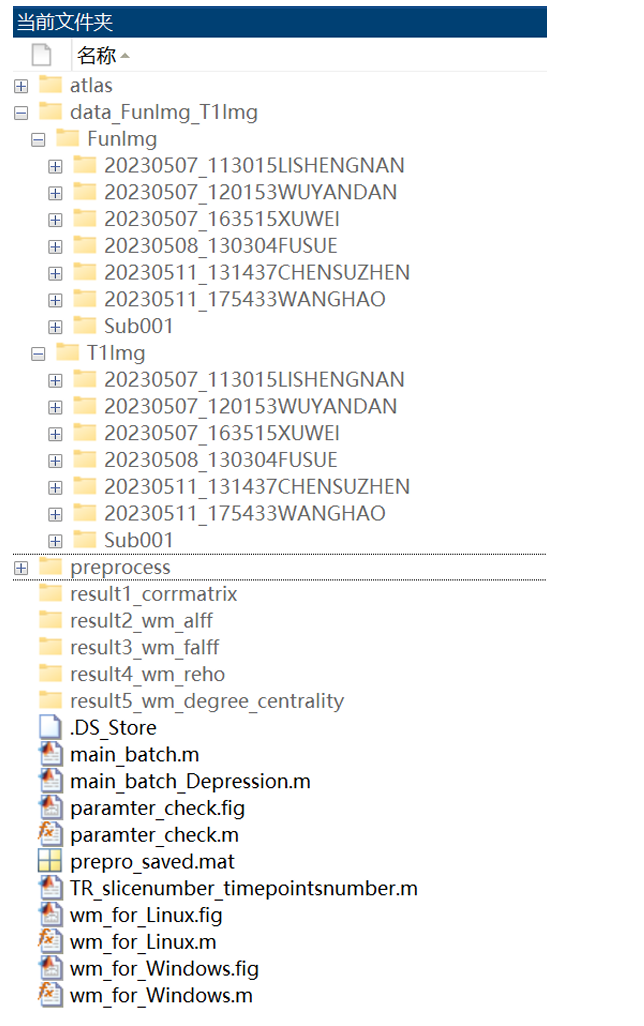 当前文件夹
名称
atlas
data_FunImg_T1Img
FunImg
20230507_113015LISHENGNAN
20230507_120153WUYANDAN
20230507_163515XUWEI
20230508_130304FUSUE
20230511_131437CHENSUZHEN
20230511_175433WANGHAO
Sub001
T1Img
20230507_113015LISHENGNAN
20230507_120153WUYANDAN
20230507_163515XUWEI
20230508_130304FUSUE
20230511_131437CHENSUZHEN
20230511_175433WANGHAO
Sub001
preprocess
result1_corrmatrix
result2_wm_alff
result3_wm_falff
result4_wm_reho
result5_wm_degree_centrality
.DS_Store
main_batch.m
main_batch_Depression.m
paramter_check.fig
paramter_check.m
prepro_saved.mat
TR_slicenumber_timepointsnumber.m
wm_for_Linux.fig
wm_for_Linux.m
wm_for_Windows.fig
wm_for_Windows.m